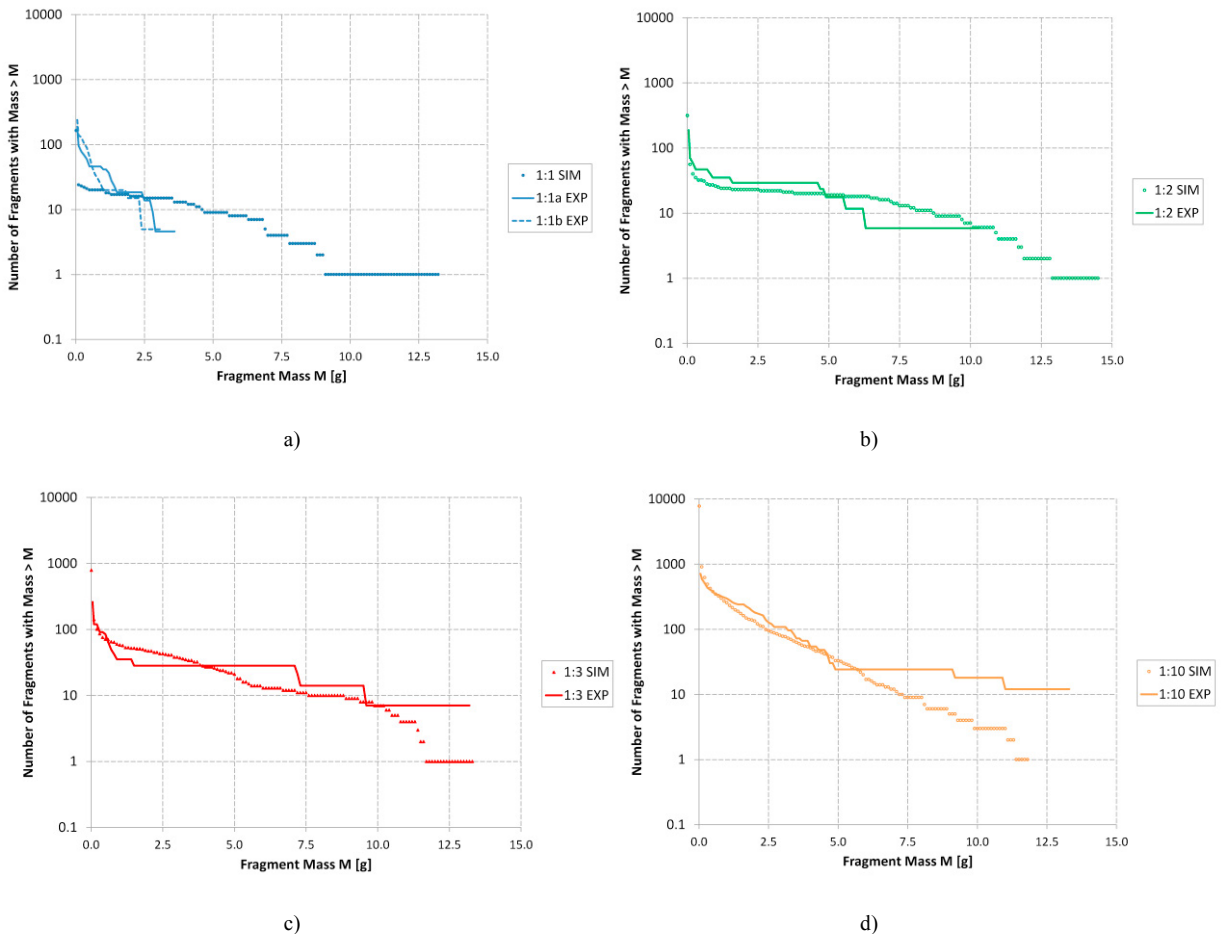 10000
1000
100
10
1
0.1
Number of Fragments with Mass > M
0.0 2.5 5.0 7.5 10.0 12.5 15.0
Fragment Mass M [g]
1:1 SIM
1:1a EXP
1:1b EXP
a)
10000
1000
100
10
1
0.1
Number of Fragments with Mass > M
0.0 2.5 5.0 7.5 10.0 12.5 15.0
Fragment Mass M [g]
1:2 SIM
1:2 EXP
b)
10000
1000
100
10
1
0.1
Number of Fragments with Mass > M
0.0 2.5 5.0 7.5 10.0 12.5 15.0
Fragment Mass M [g]
1:3 SIM
1:3 EXP
c)
10000
1000
100
10
1
0.1
Number of Fragments with Mass > M
0.0 2.5 5.0 7.5 10.0 12.5 15.0
Fragment Mass M [g]
1:10 SIM
1:10 EXP
d)